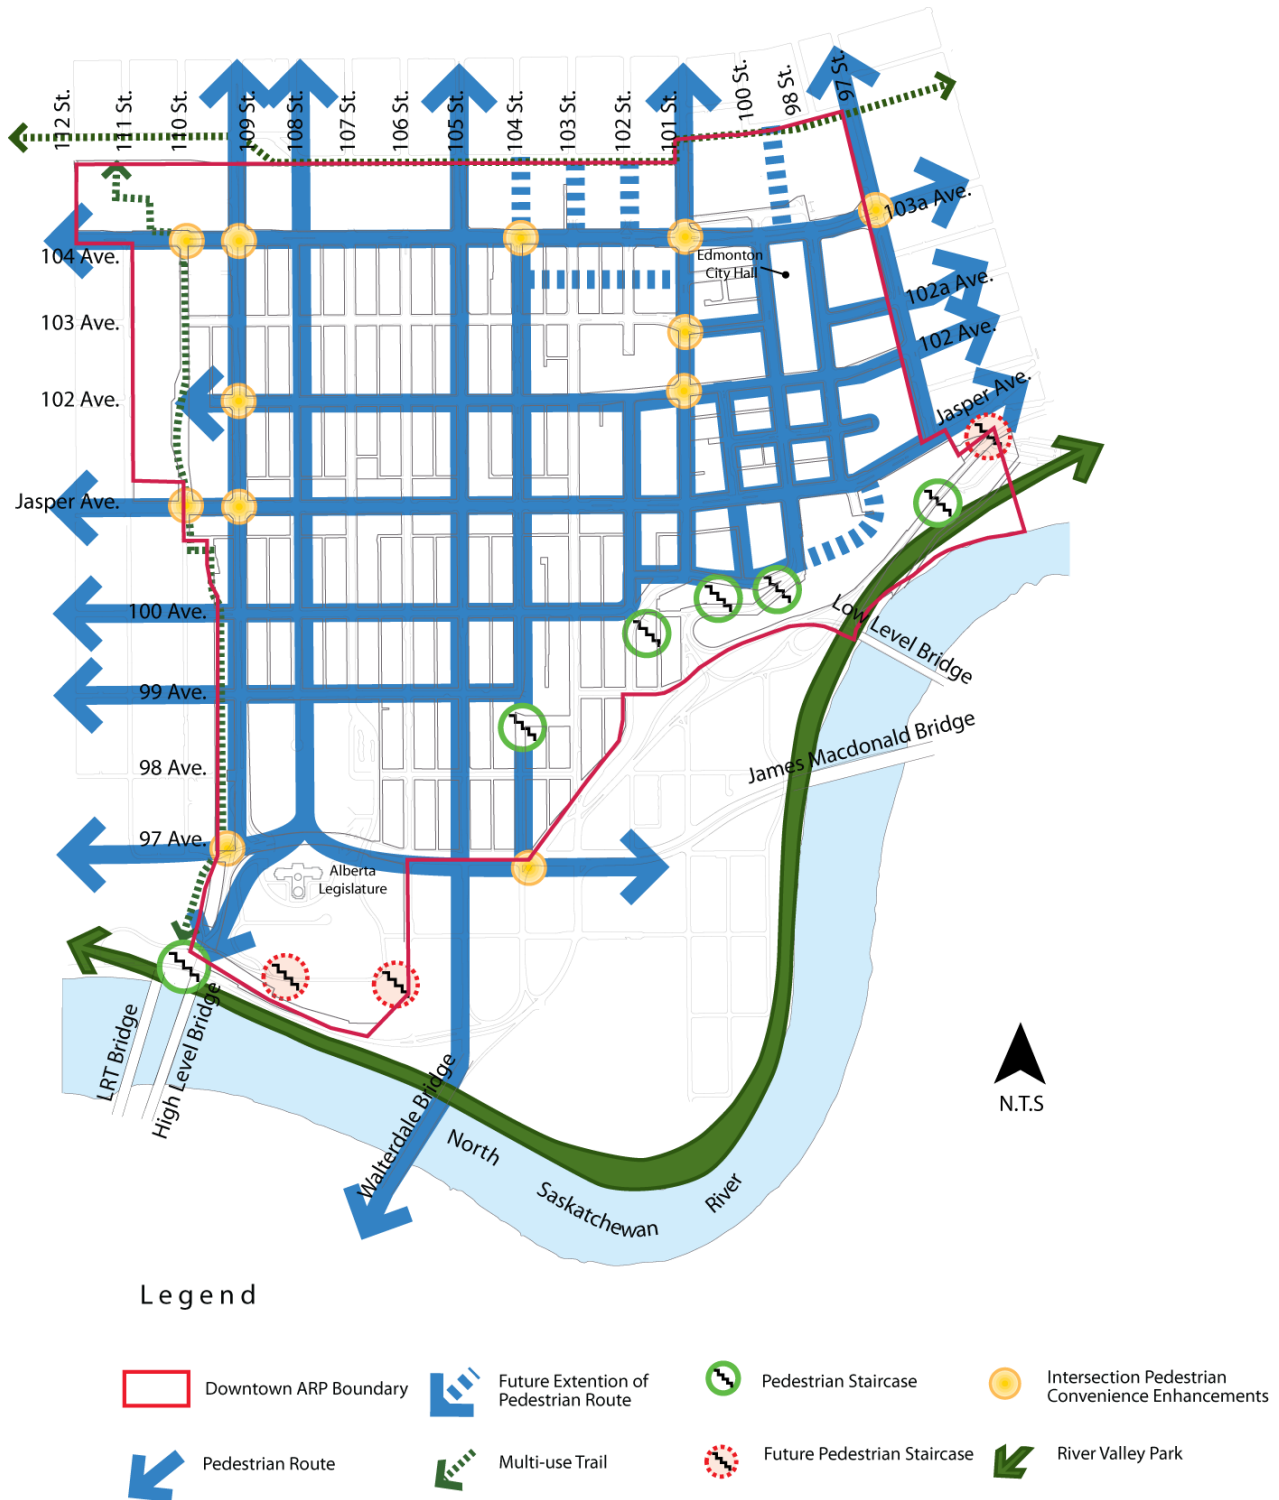 112 St.
111 St.
110 St.
109 St.
108 St.
107 St.
106 St.
105 St.
104 St.
103 St.
102 St.
101 St.
100 St.
98 St.
97 St.
103a Ave.
104 Ave.
Edmonton
City Hall
102a Ave.
103 Ave.
102 Ave.
102 Ave.
Jasper Ave.
Jasper Ave.
100 Ave.
Low Level Bridge
99 Ave.
James Macdonald Bridge
98 Ave.
97 Ave.
Alberta
Legislature
LRT Bridge
High Level Bridge
Walterdale Bridge
North
Saskatchewan
River
N.T.S
Legend
Downtown ARP Boundary
Future Extention of
Pedestrian Route
Pedestrian Staircase
Intersection Pedestrian
Convenience Enhancements
Pedestrian Route
Multi-use Trail
Future Pedestrian Staircase
River Valley Park